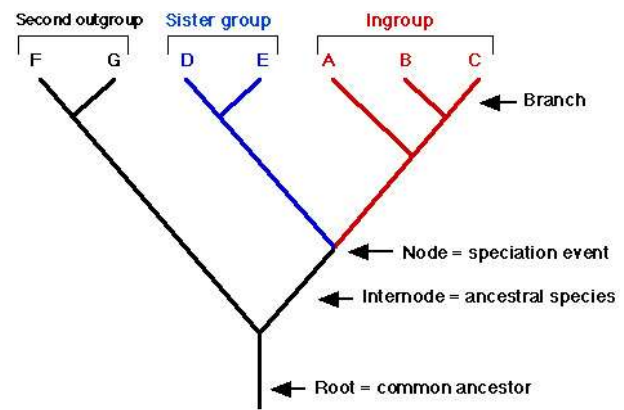 Second outgroup Sister group Ingroup
F G D E A B C
Branch
Node = speciation event
Internode = ancestral species
Root = common ancestor